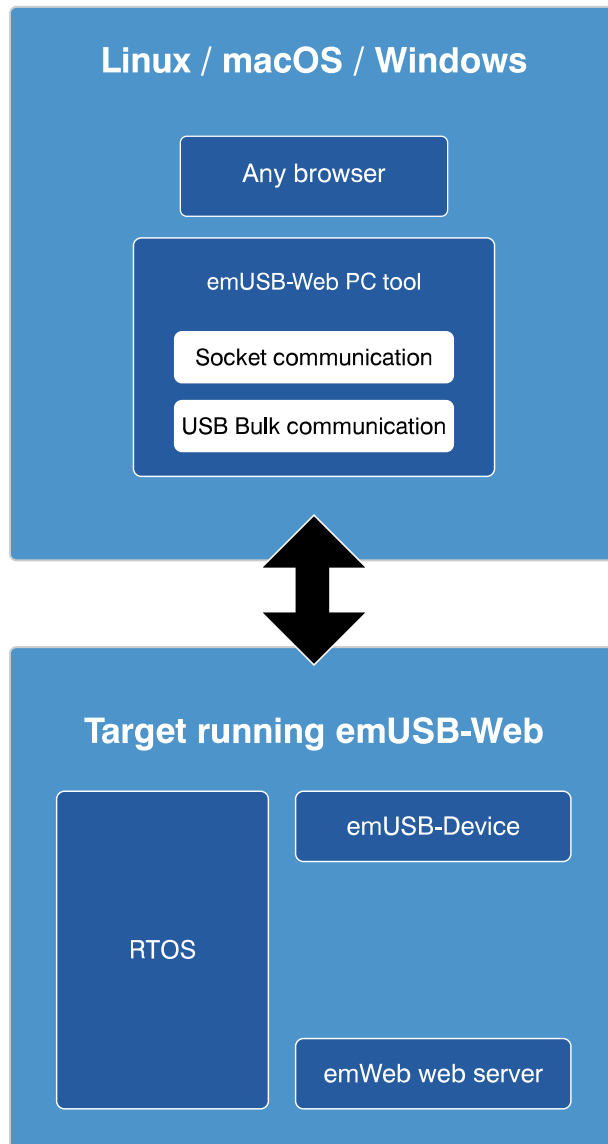 Linux / macOS / Windows
Any browser
emUSB-Web PC tool
Socket communication
USB Bulk communication
Target running emUSB-Web
emUSB-Device
RTOS
emWeb web server